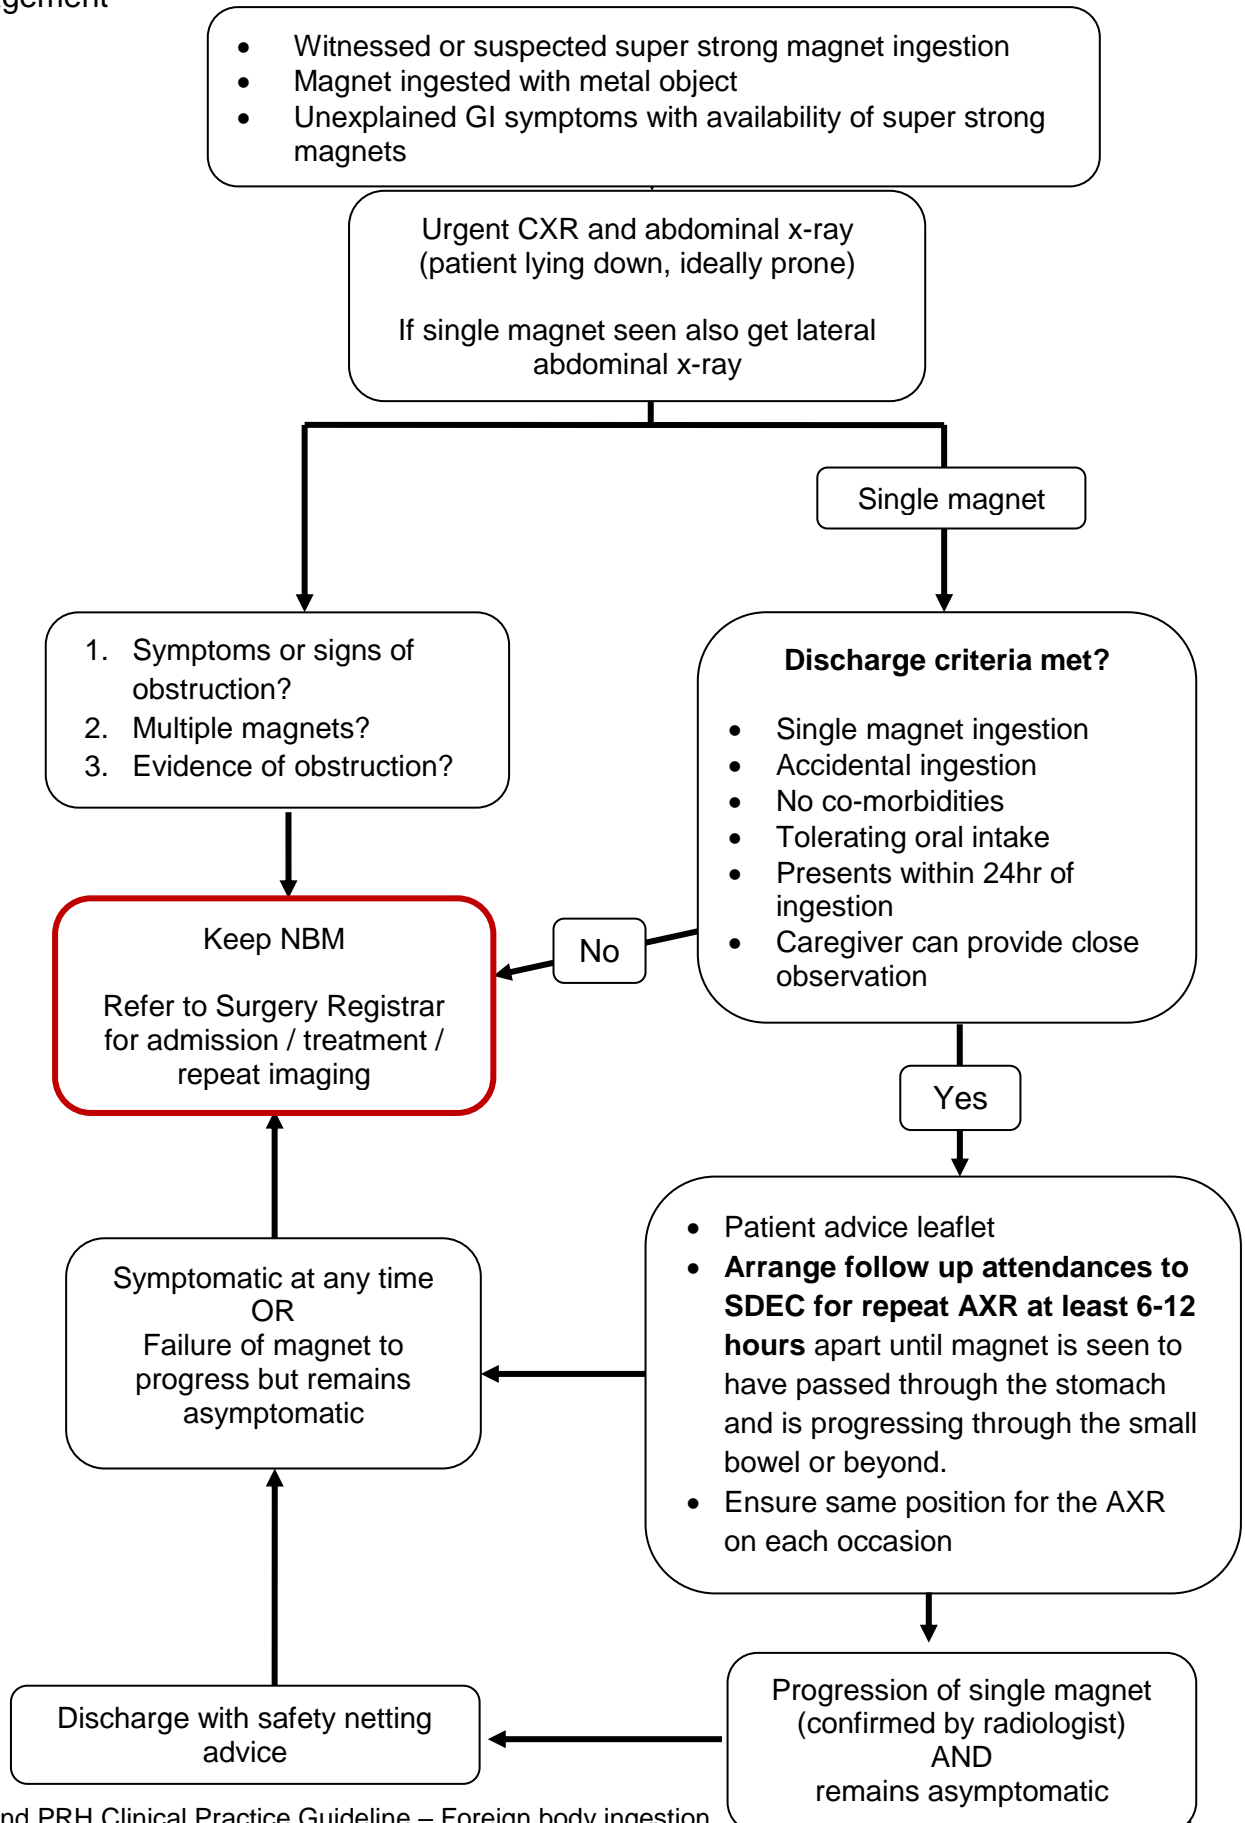 • Witnessed or suspected super strong magnet ingestion
• Magnet ingested with metal object
• Unexplained GI symptoms with availability of super strong
magnets
Urgent CXR and abdominal x-ray
(patient lying down, ideally prone)
If single magnet seen also get lateral
abdominal x-ray
Single magnet
1. Symptoms or signs of
obstruction?
2. Multiple magnets?
3. Evidence of obstruction?
Discharge criteria met?
• Single magnet ingestion
• Accidental ingestion
• No co-morbidities
• Tolerating oral intake
• Presents within 24hr of
ingestion
• Caregiver can provide close
observation
No
Keep NBM
Refer to Surgery Registrar
for admission / treatment /
repeat imaging
Yes
• Patient advice leaflet
• Arrange follow up attendances to
SDEC for repeat AXR at least 6-12
hours apart until magnet is seen to
have passed through the stomach
and is progressing through the small
bowel or beyond.
• Ensure same position for the AXR
on each occasion
Symptomatic at any time
OR
Failure of magnet to
progress but remains
asymptomatic
Progression of single magnet
(confirmed by radiologist)
AND
remains asymptomatic
Discharge with safety netting
advice
PRH Clinical Practice Guideline – Foreign body ingestion